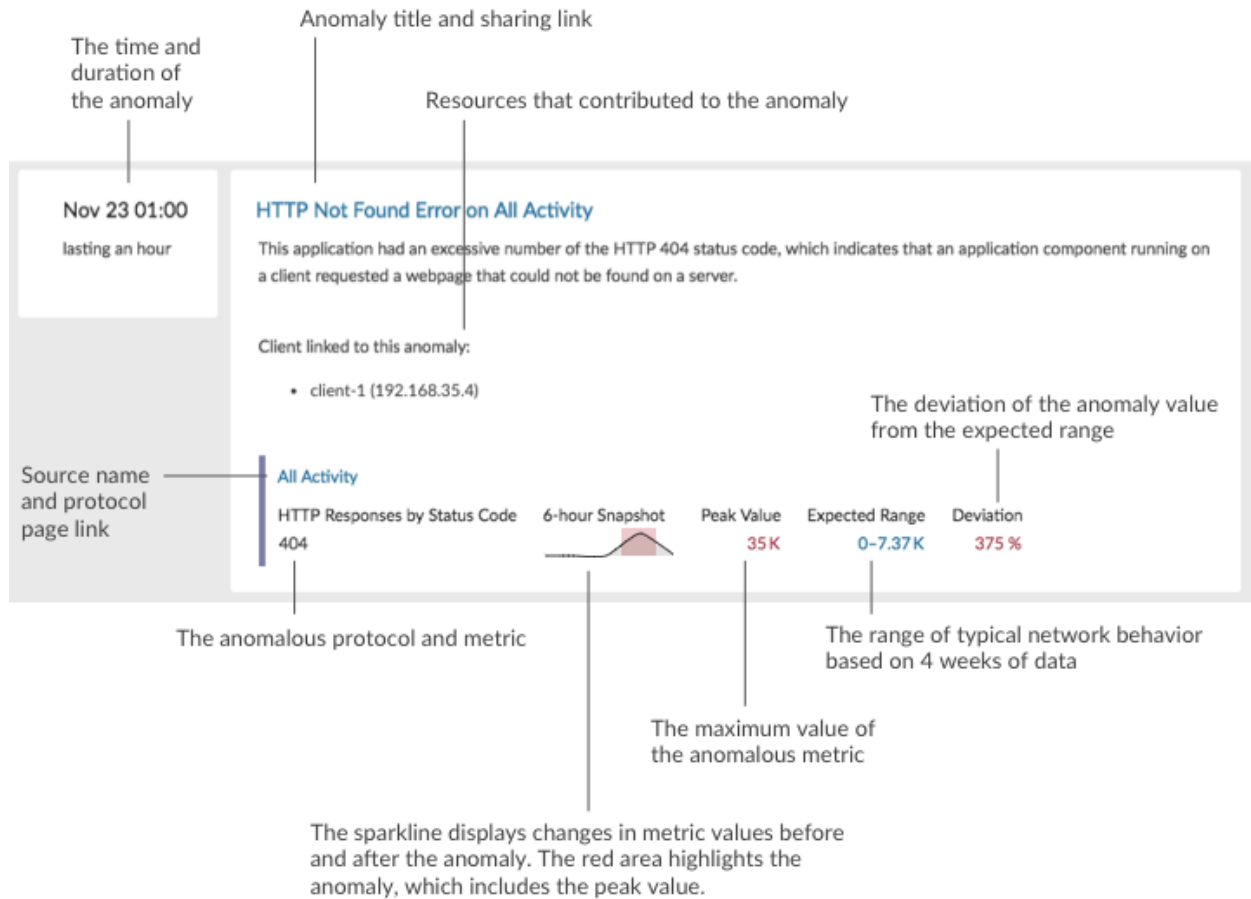 Anomaly title and sharing link
The time and
duration of
the anomaly
Resources that contributed to the anomaly
Nov 23 01:00
lasting an hour
HTTP Not Found Error on All Activity
This application had an excessive number of the HTTP 404 status code, which indicates that an application component running on
a client requested a webpage that could not be found on a server.
Client linked to this anomaly:
• client-1 (192.168.35.4)
The deviation of the anomaly value
from the expected range
Source name
and protocol
page link
All Activity
HTTP Responses by Status Code 6-hour Snapshot Peak Value Expected Range Deviation
404 35 K 0–7.37 K 375 %
The anomalous protocol and metric
The range of typical network behavior
based on 4 weeks of data
The maximum value of
the anomalous metric
The sparkline displays changes in metric values before
and after the anomaly. The red area highlights the
anomaly, which includes the peak value.